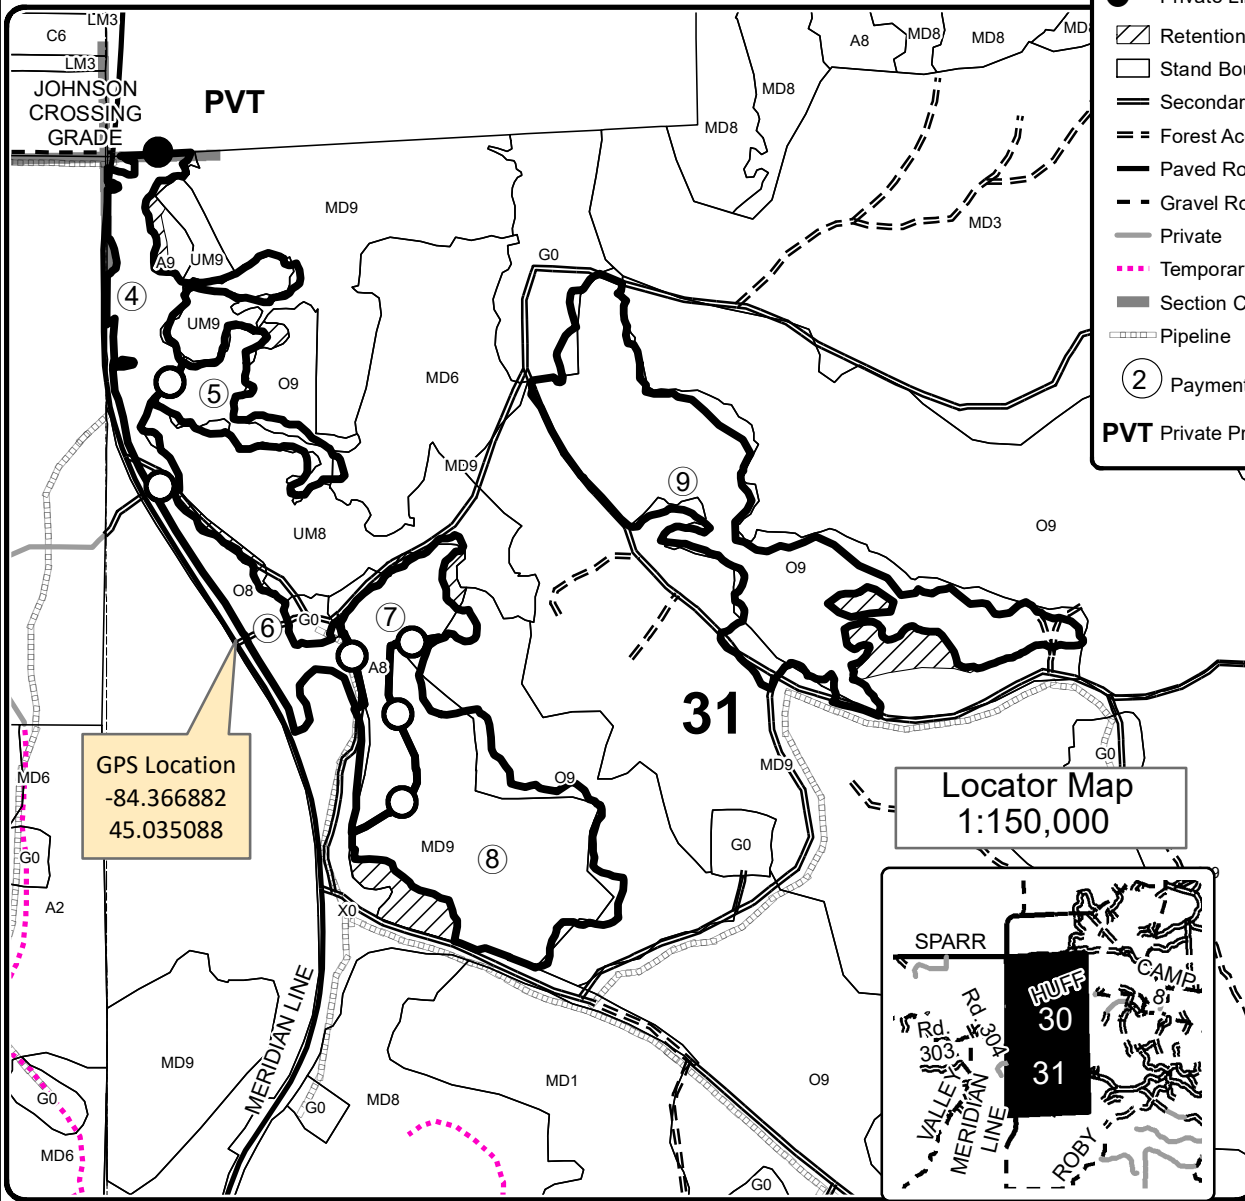 LM3
C6
LM3
JOHNSON
CROSSING
GRADE
PVT
A8
MD8
MD8
MD8
MD8
MD9
MD3
G0
A9
UM9
4
UM9
5
O9
MD6
MD9
UM8
9
O9
O9
O8
6
G0
7
A8
31
MD9
G0
GPS Location
-84.366882
45.035088
MD6
G0
A2
O9
MD9
8
G0
X0
MERIDIAN LINE
MD9
G0
MD8
MD1
O9
G0
MD6
G0
Retention
Stand Bou
Secondar
Forest Ac
Paved Ro
Gravel Ro
Private
Temporar
Section C
Pipeline
2 Payment
PVT Private Pr
Locator Map
1:150,000
SPARR
HUFF
CAMP
8
30
Rd. 304
Rd.
303
31
VALLEY
MERIDIAN
LINE
ROBY